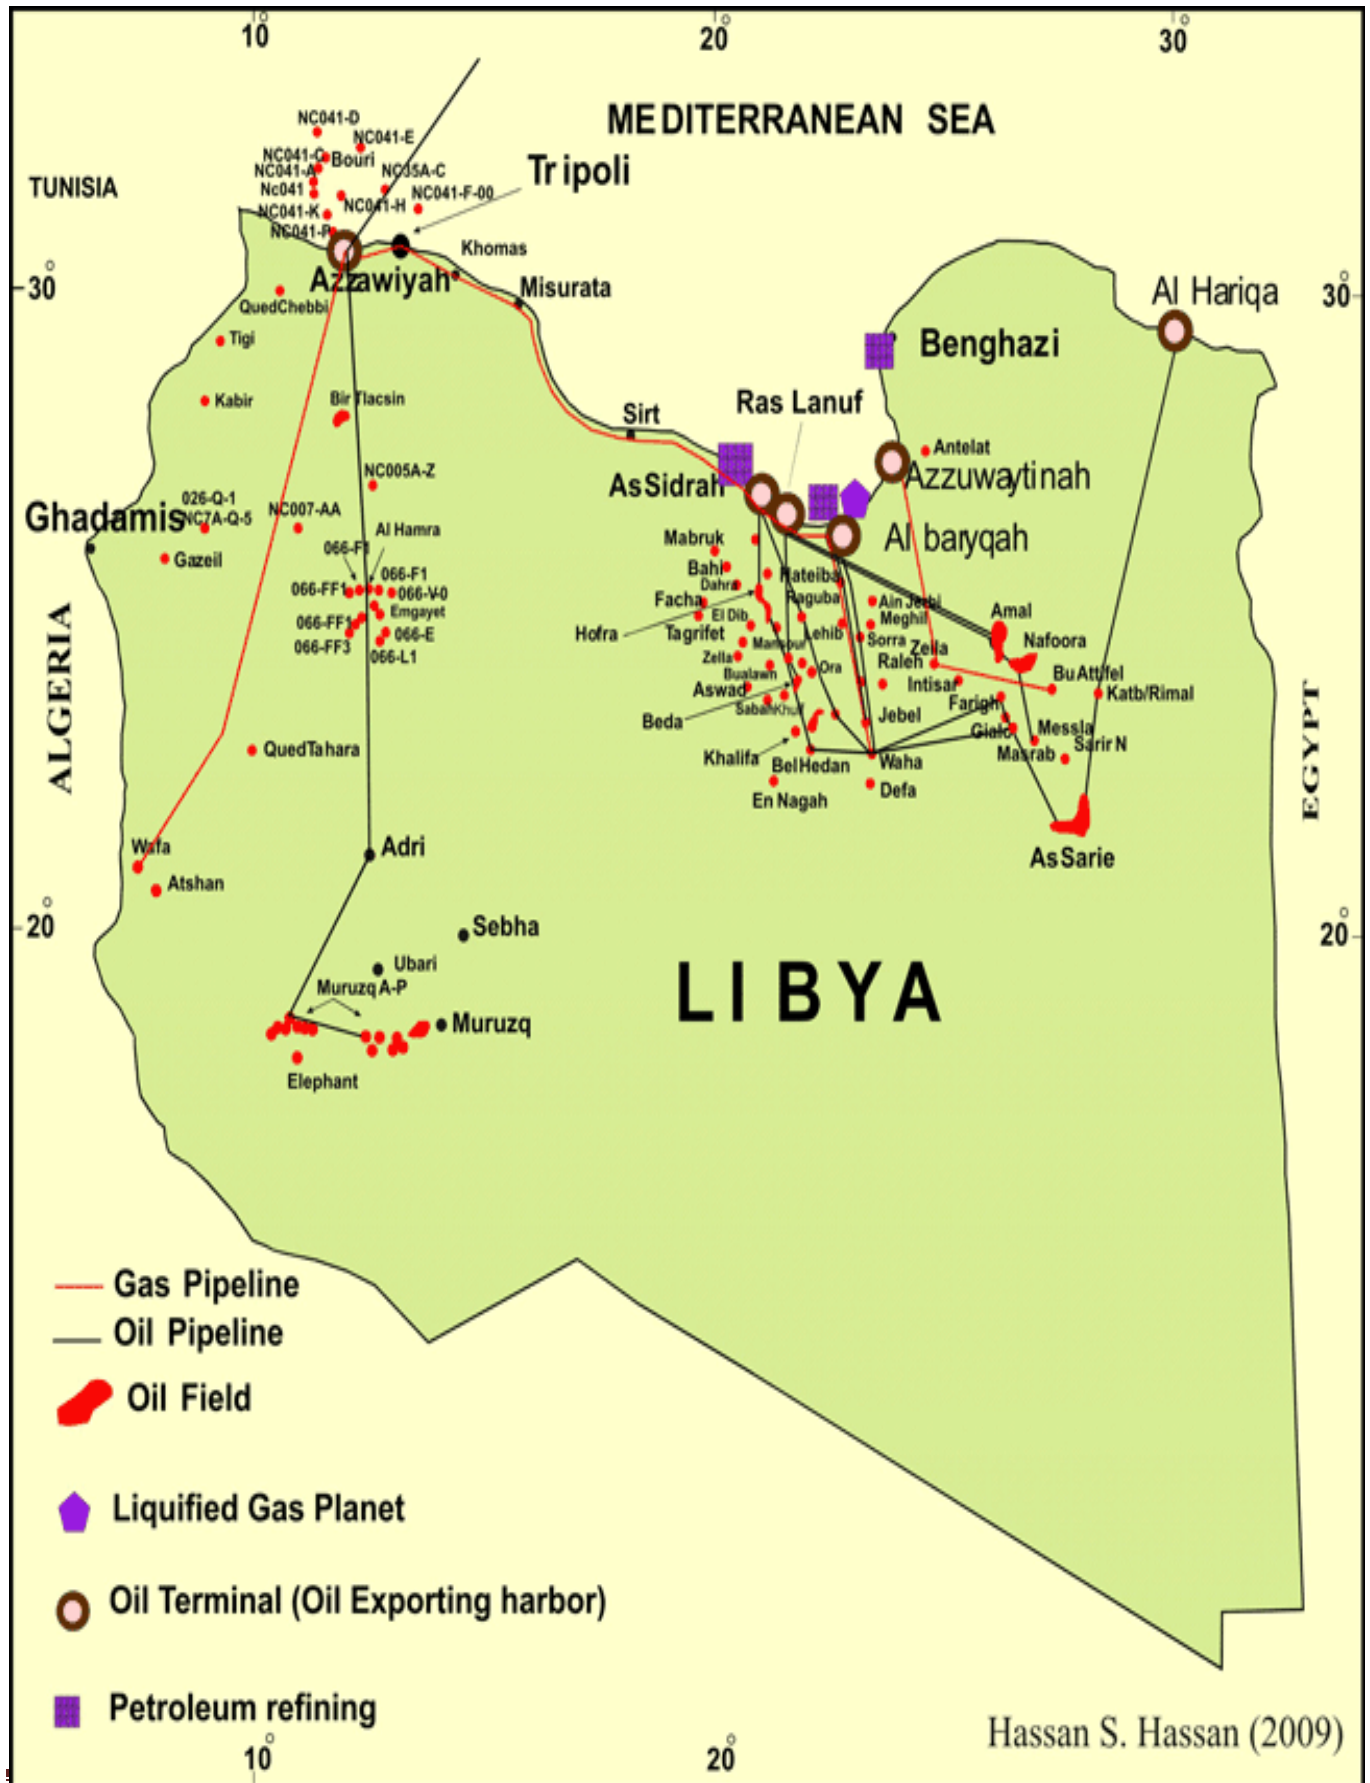 10°
20°
30°
MEDITERRANEAN SEA
TUNISIA
NC041-D
NC041-E
NC041-C
Bouri
NC041-A
NC35A-C
Nc041
NC041-H
NC041-F-00
NC041-K
NC041-P
Tripoli
Azzawiyah
Khomas
Misurata
30°
30°
Al Hariqa
QuedChebbi
Tigi
Benghazi
Kabir
Bir Tlacsin
Sirt
Ras Lanuf
Antelat
NC005A-Z
AsSidrah
Azzuwaytinah
026-Q-1
NC7A-Q-5
Ghadamis
NC007-AA
Al Hamra
Al baryqah
Gazeil
066-F1
066-F1
066-FF1
066-V-0
Emgayet
066-FF1
066-E
066-FF3
066-L1
Mabruk
Bahi
Hateiba
Dahra
Facha
Raguba
Ain Jerbi
Amal
Hofra
El Dib
Meghil
Tagrifet
Lehib
Sorra
Nafoora
Mansour
Zella
Zella
Raleh
Bualawn
Ora
Bu Attifel
Aswad
Intisar
Katb/Rimal
Beda
Sabah
Khuff
Farigh
Jebel
Gialo
Messla
Khalifa
Masrab
Sarir N
BelHedan
Waha
En Nagah
Defa
AsSarie
ALGERIA
EGYPT
QuedTahara
Wafa
Atshan
Adri
Sebha
20°
20°
Ubari
Muruzq A-P
Muruzq
Elephant
LIBYA
Gas Pipeline
Oil Pipeline
Oil Field
Liquified Gas Planet
Oil Terminal (Oil Exporting harbor)
Petroleum refining
Hassan S. Hassan (2009)
10°
20°